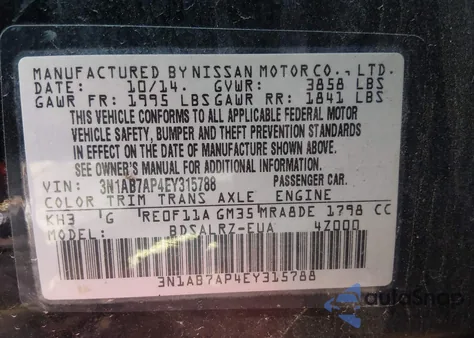 MANUFACTURED BY NISSAN MOTOR CO., LTD.
DATE: 10/14. GVWR: 3858 LBS
GAWR FR: 1995 LBS GAWR RR: 1841 LBS
THIS VEHICLE CONFORMS TO ALL APPLICABLE FEDERAL MOTOR
VEHICLE SAFETY, BUMPER AND THEFT PREVENTION STANDARDS
IN EFFECT ON THE DATE OF MANUFACTURE SHOWN ABOVE.
SEE OWNER'S MANUAL FOR ADDITIONAL INFORMATION.
VIN: 3N1AB7AP4EY315788 PASSENGER CAR.
COLOR TRIM TRANS AXLE ENGINE
KH3 G RE0F11A GM35 MRA8DE 1798 CC
MODEL: BDSALRZ-EUA 4Z000
3N1AB7AP4EY315788
autoSnap